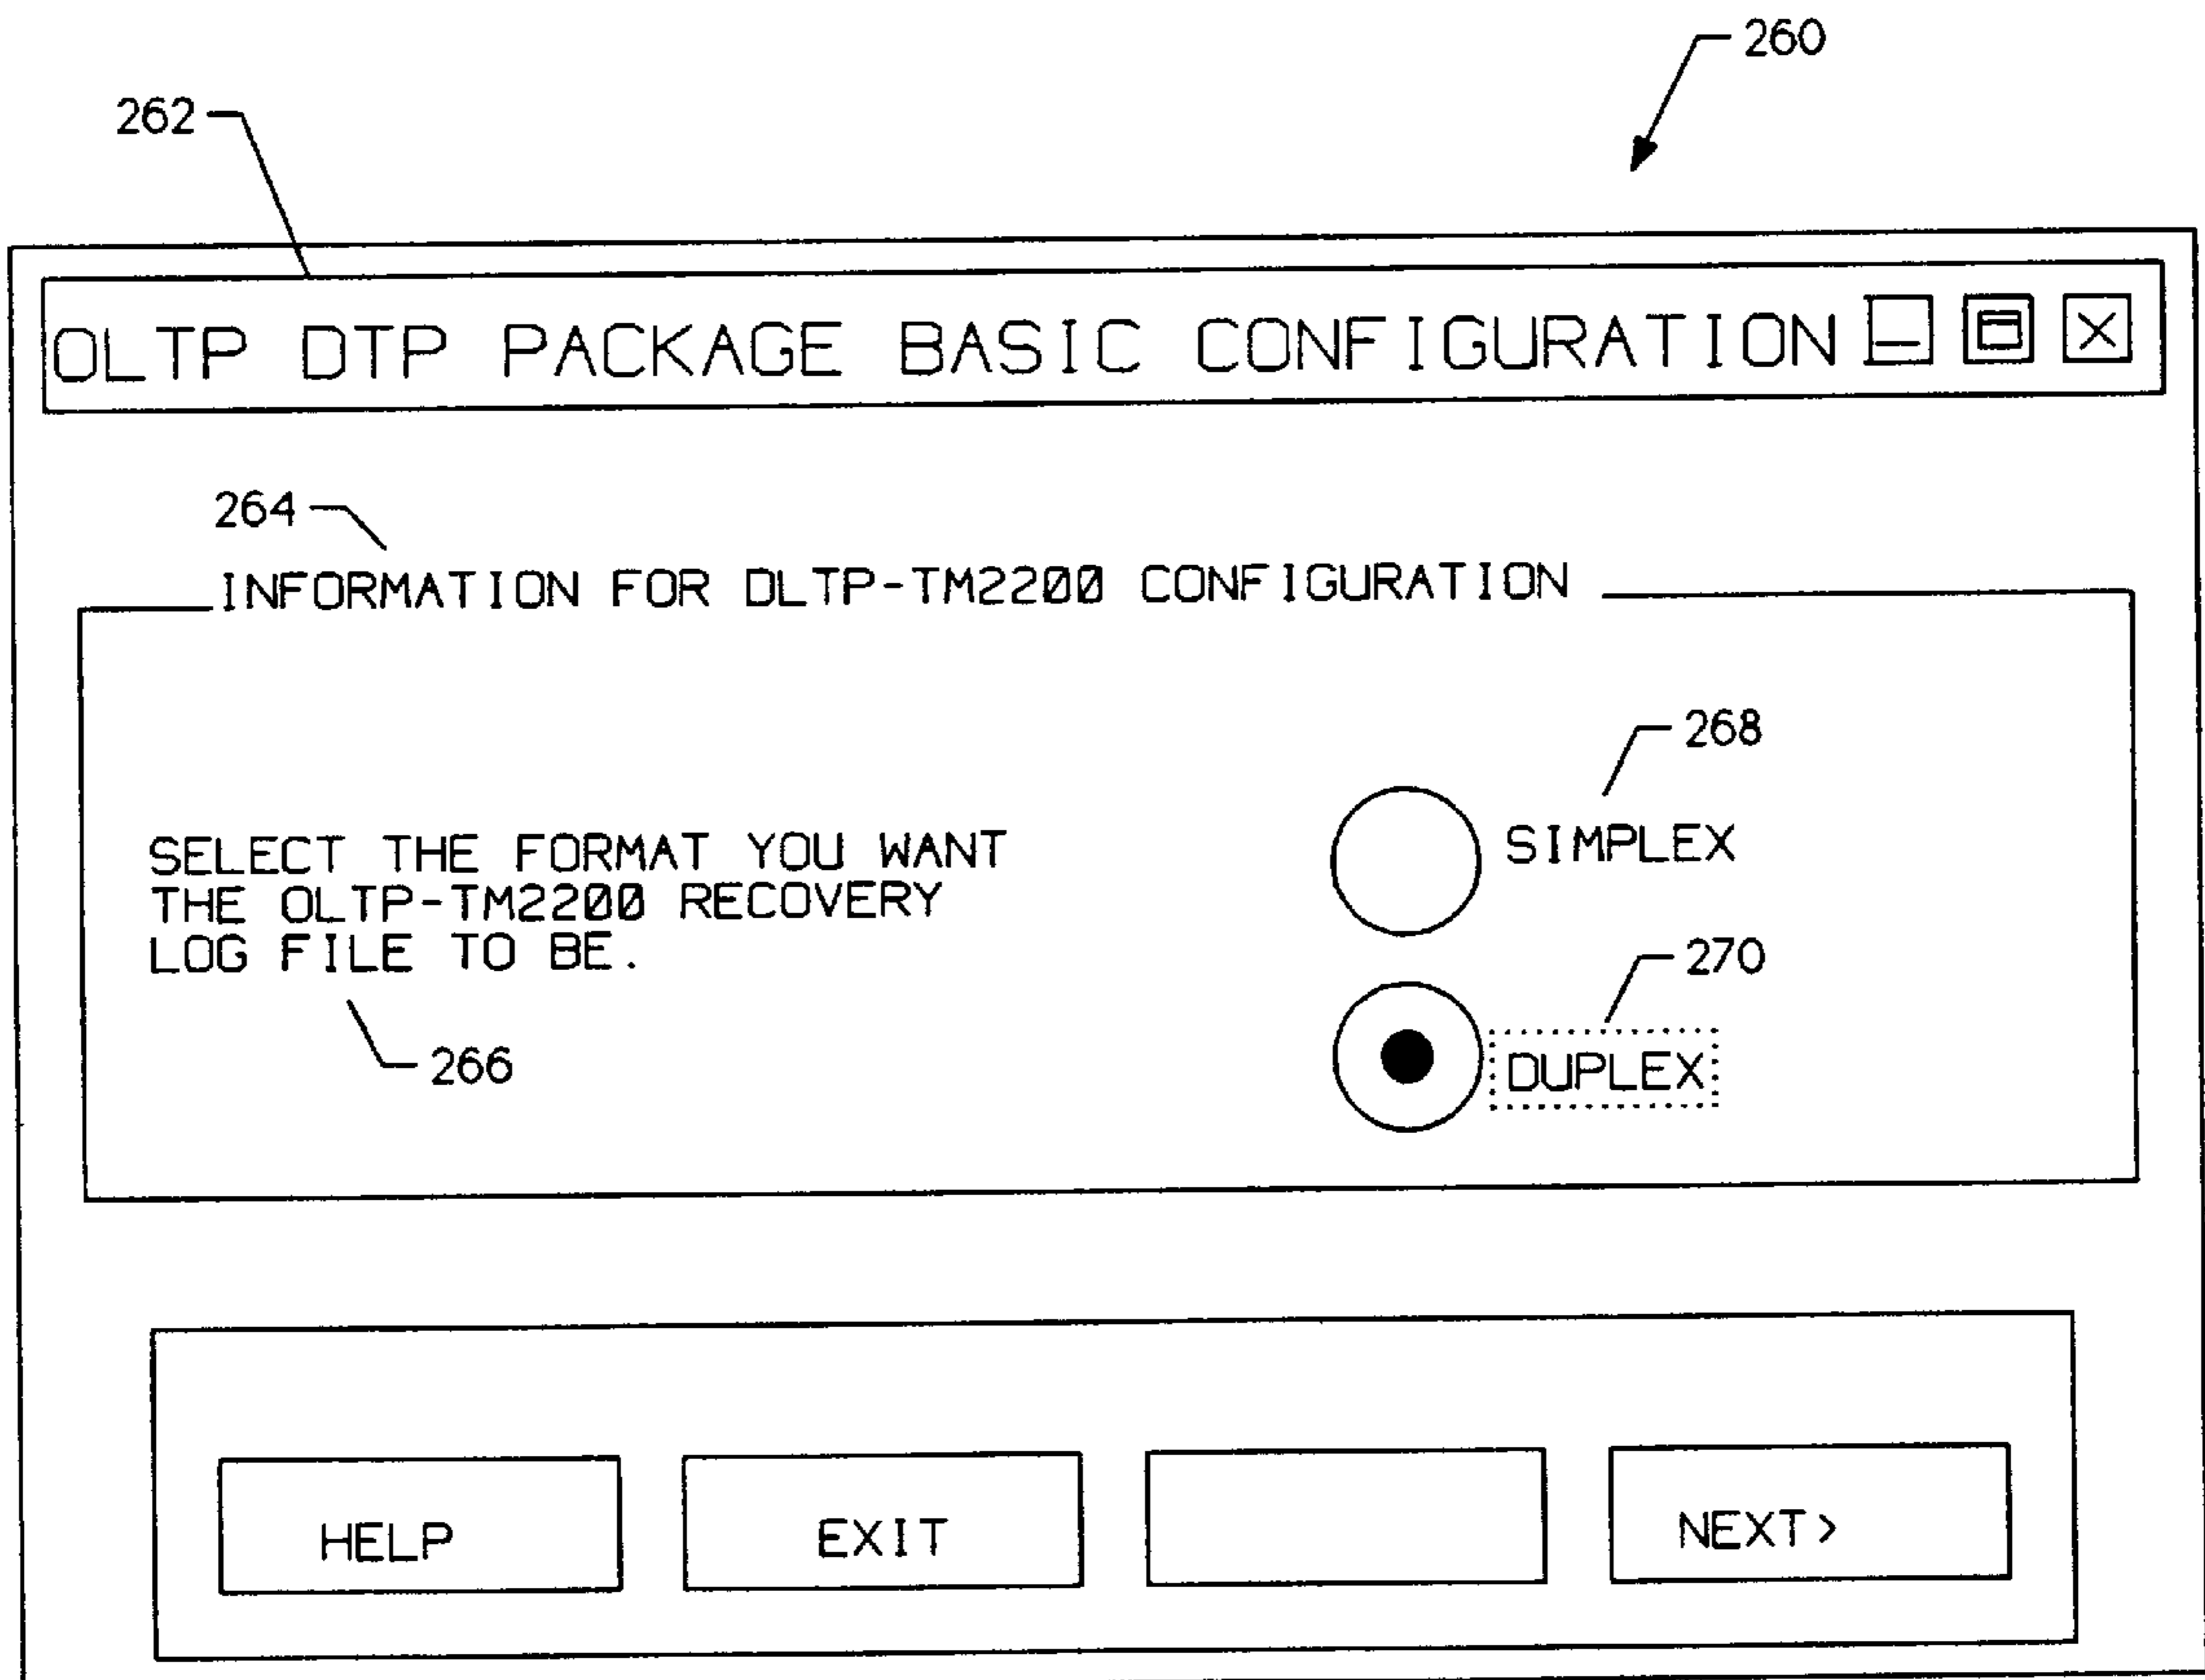 260
262
OLTP DTP PACKAGE BASIC CONFIGURATION
264
INFORMATION FOR DLTP-TM2200 CONFIGURATION
268
SIMPLEX
SELECT THE FORMAT YOU WANT
THE OLTP-TM2200 RECOVERY
LOG FILE TO BE.
270
266
DUPLEX
HELP
EXIT
NEXT>